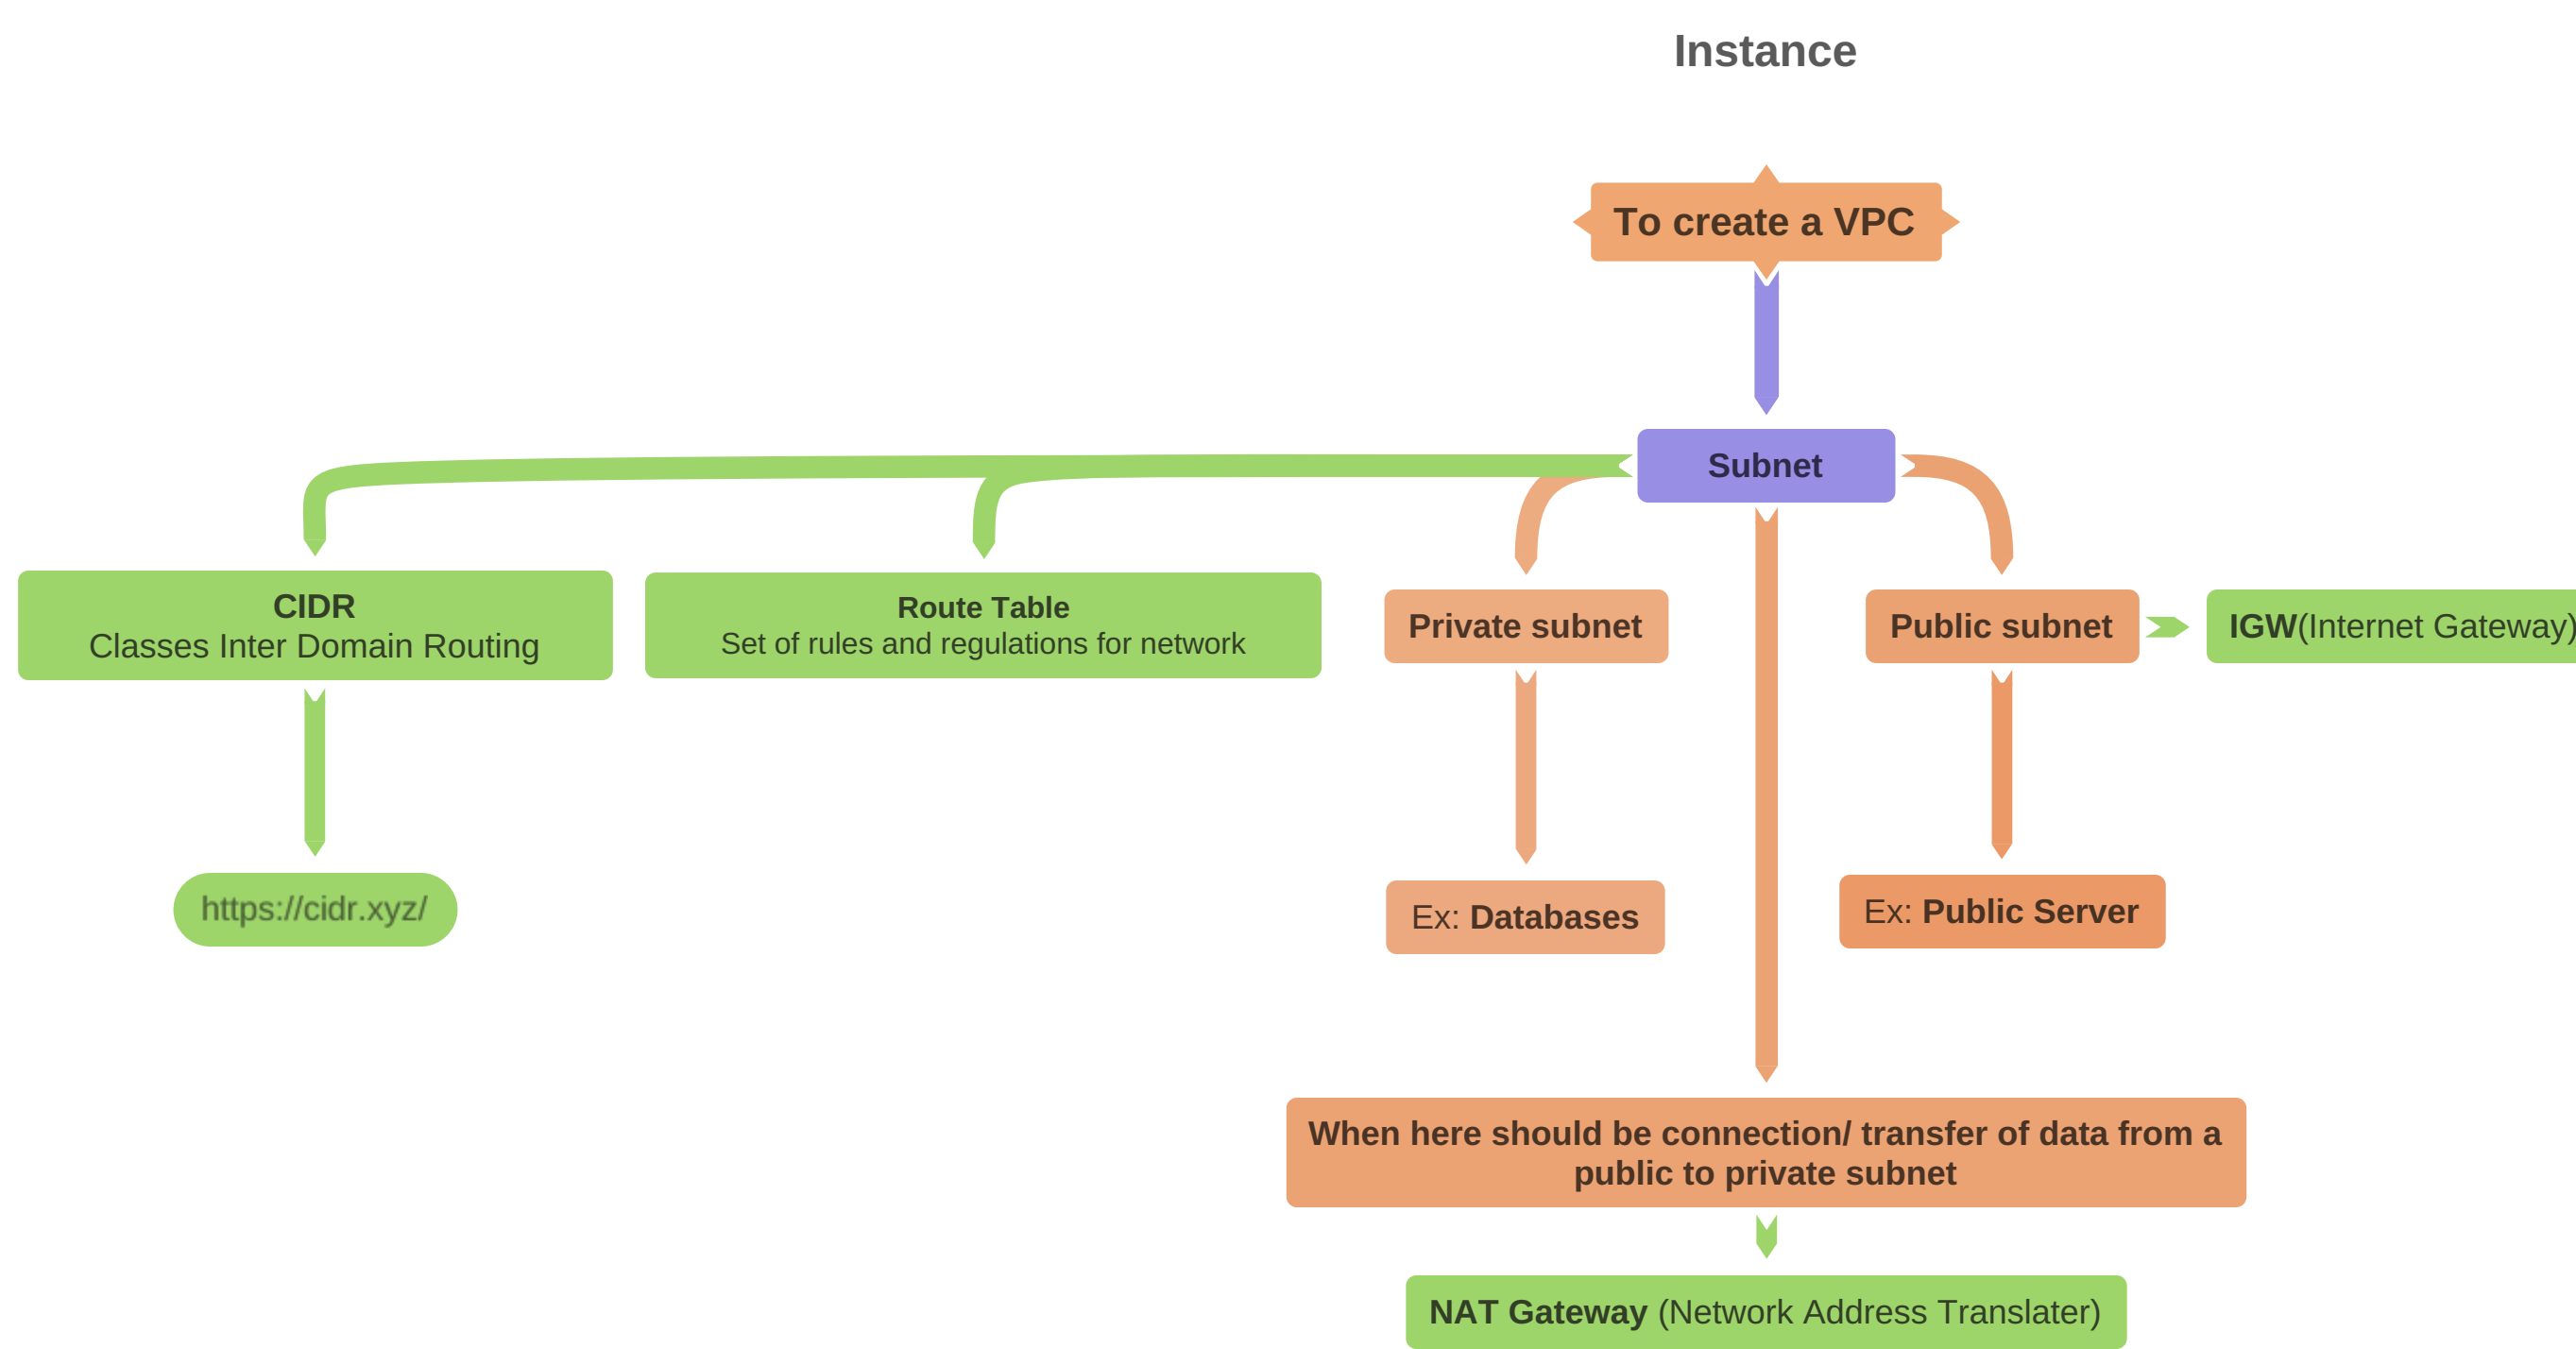 Instance
To create a VPC
Subnet
CIDR
Classes Inter Domain Routing
Route Table
Set of rules and regulations for network
Private subnet
Public subnet
IGW(Internet Gateway)
https://cidr.xyz/
Ex: Databases
Ex: Public Server
When here should be connection/ transfer of data from a
public to private subnet
NAT Gateway (Network Address Translater)